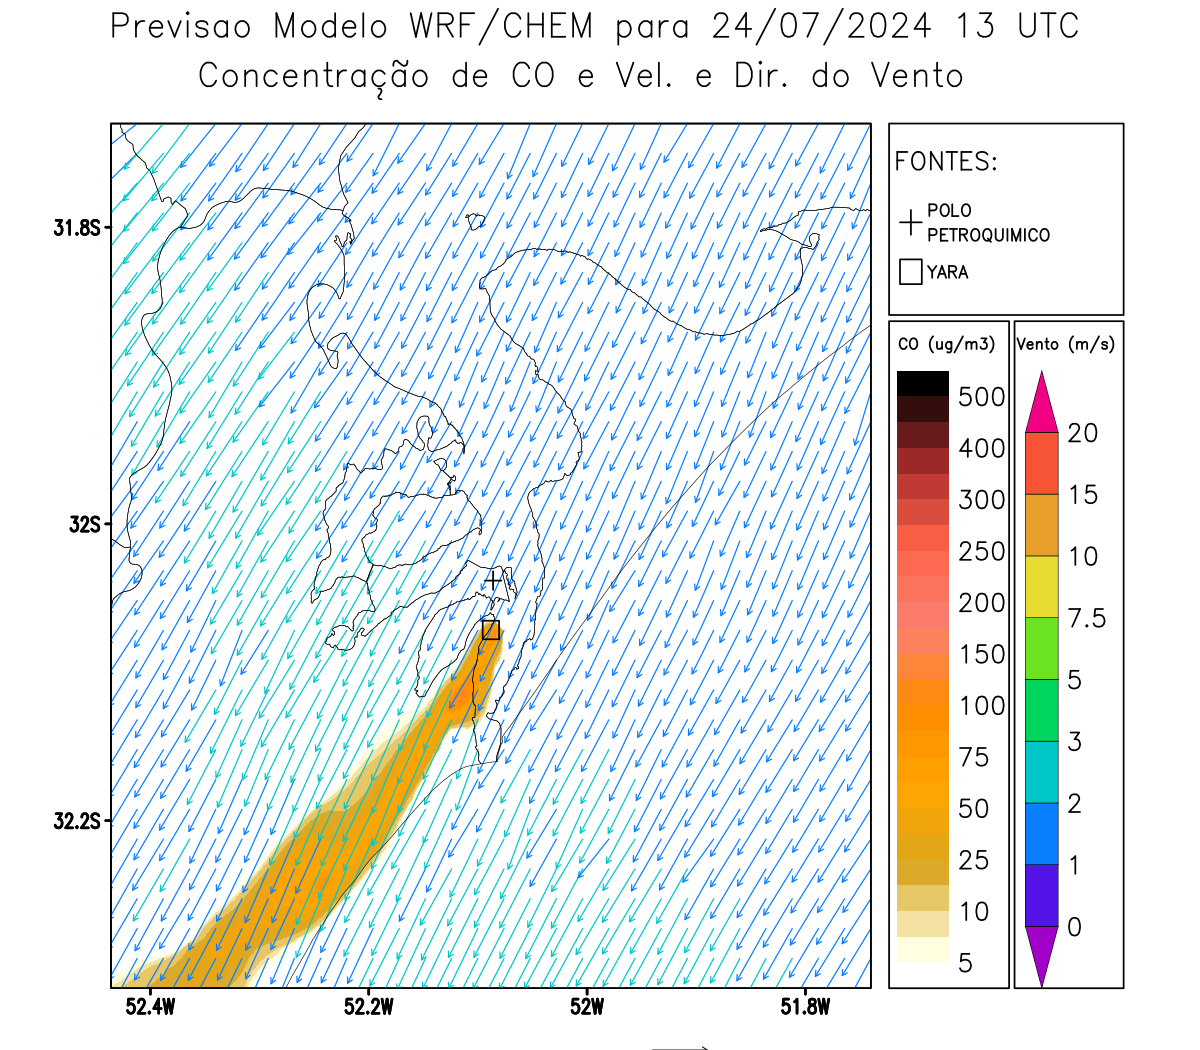 Previsao Modelo WRF/CHEM para 24/07/2024 13 UTC
Concentração de CO e Vel. e Dir. do Vento
FONTES:
POLO
PETROQUIMICO
YARA
CO (ug/m3)
500
400
300
250
200
150
100
75
50
25
10
5
Vento (m/s)
20
15
10
7.5
5
3
2
1
0
31.8S
32S
32.2S
52.4W
52.2W
52W
51.8W